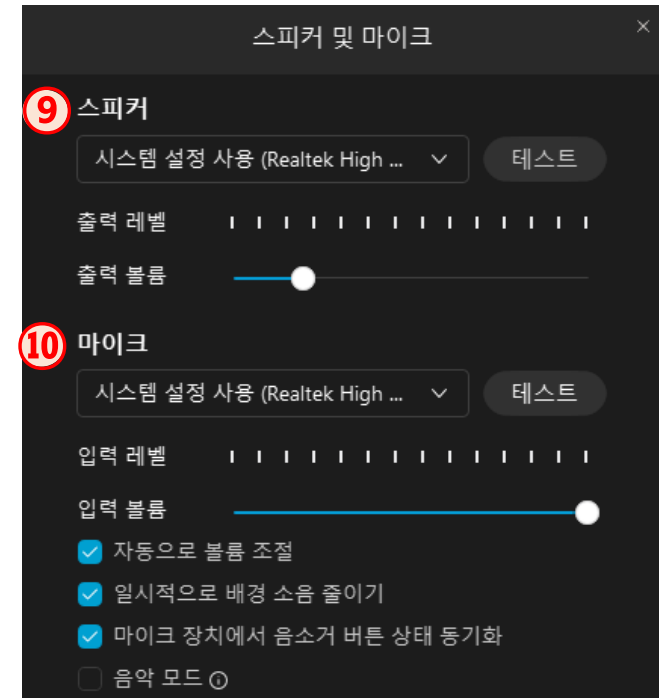 스피커 및 마이크
9 스피커
시스템 설정 사용 (Realtek High ... 테스트
출력 레벨
출력 볼륨
10 마이크
시스템 설정 사용 (Realtek High ... 테스트
입력 레벨
입력 볼륨
자동으로 볼륨 조절
일시적으로 배경 소음 줄이기
마이크 장치에서 음소거 버튼 상태 동기화
음악 모드